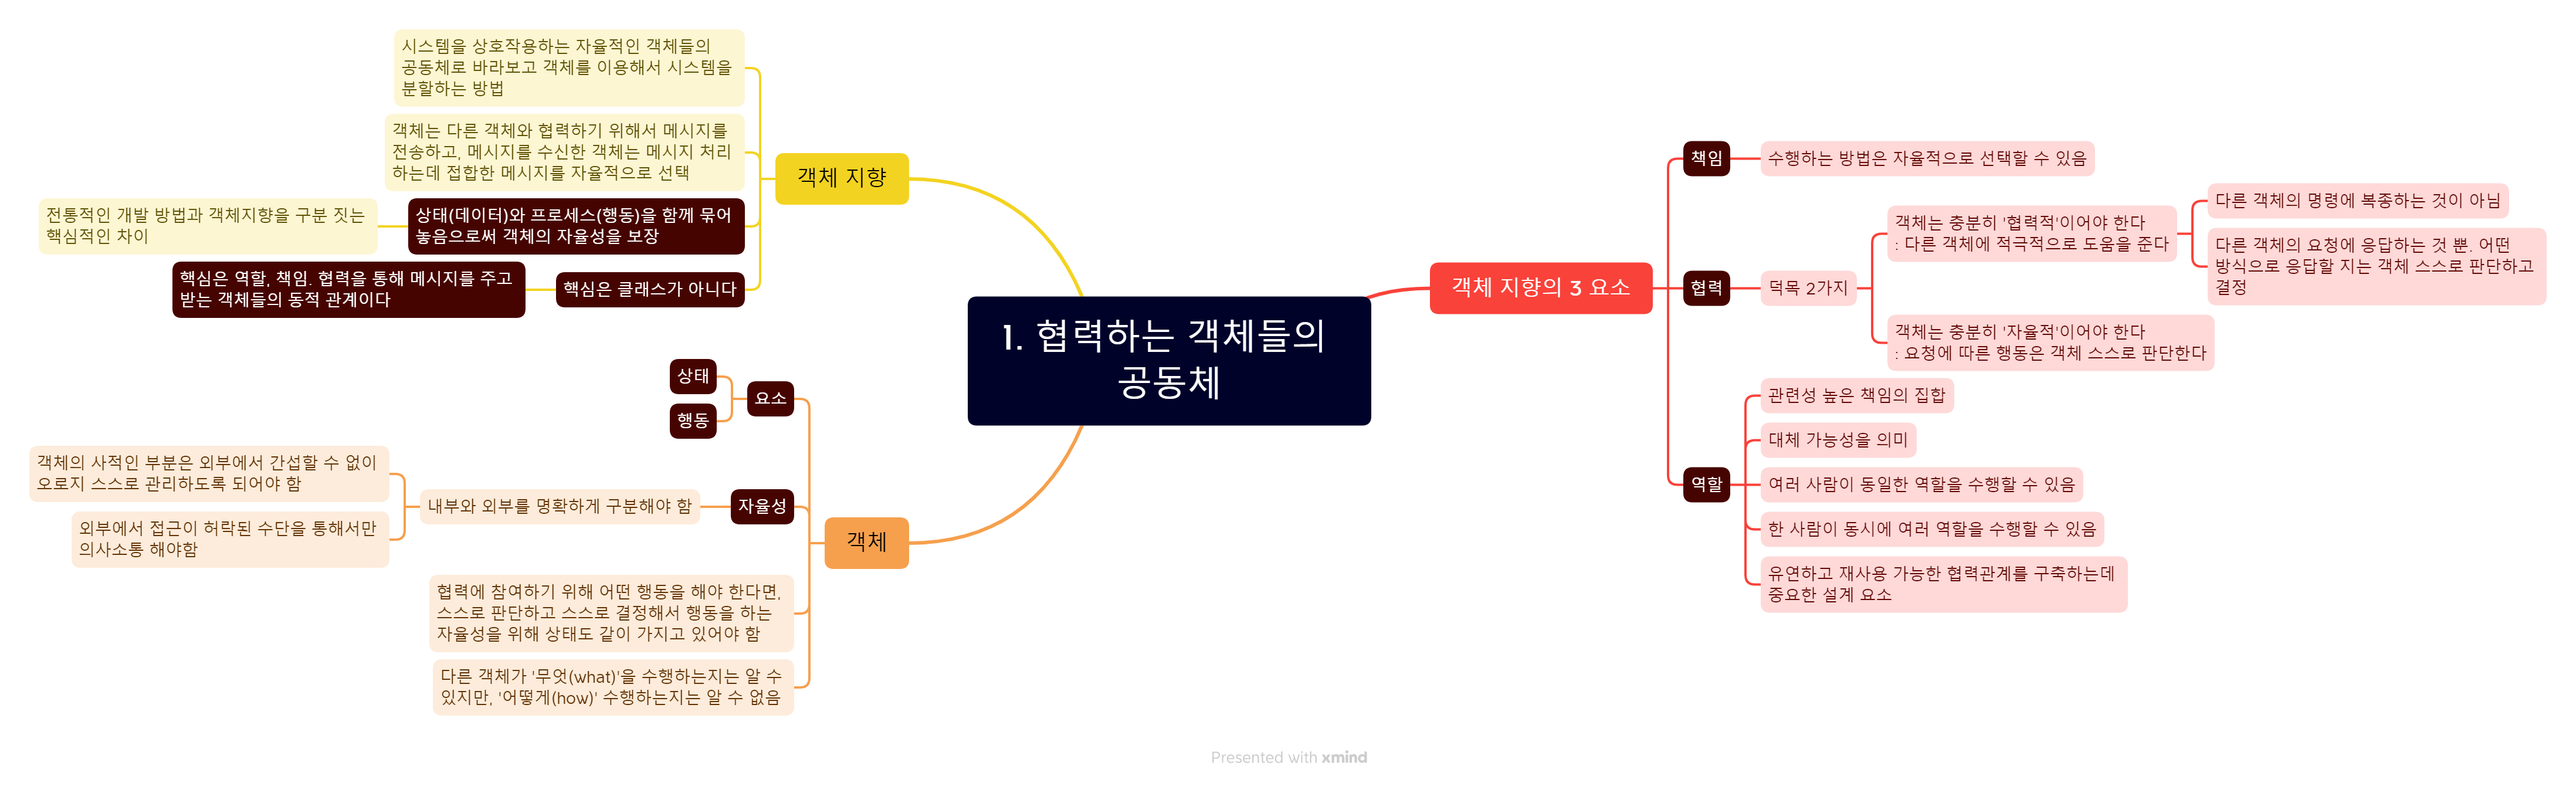 1. 협력하는 객체들의
공동체
객체 지향의 3 요소
책임
수행하는 방법은 자율적으로 선택할 수 있음
협력
덕목 2가지
객체는 충분히 '협력적'이어야 한다
: 다른 객체에 적극적으로 도움을 준다
다른 객체의 명령에 복종하는 것이 아님
다른 객체의 요청에 응답하는 것 뿐. 어떤
방식으로 응답할 지는 객체 스스로 판단하고
결정
객체는 충분히 '자율적'이어야 한다
: 요청에 따른 행동은 객체 스스로 판단한다
역할
관련성 높은 책임의 집합
대체 가능성을 의미
여러 사람이 동일한 역할을 수행할 수 있음
한 사람이 동시에 여러 역할을 수행할 수 있음
유연하고 재사용 가능한 협력관계를 구축하는데
중요한 설계 요소
객체 지향
시스템을 상호작용하는 자율적인 객체들의
공동체로 바라보고 객체를 이용해서 시스템을
분할하는 방법
객체는 다른 객체와 협력하기 위해서 메시지를
전송하고, 메시지를 수신한 객체는 메시지 처리
하는데 접합한 메시지를 자율적으로 선택
상태(데이터)와 프로세스(행동)을 함께 묶어
놓음으로써 객체의 자율성을 보장
전통적인 개발 방법과 객체지향을 구분 짓는
핵심적인 차이
핵심은 클래스가 아니다
핵심은 역할, 책임. 협력을 통해 메시지를 주고
받는 객체들의 동적 관계이다
객체
요소
상태
행동
자율성
내부와 외부를 명확하게 구분해야 함
객체의 사적인 부분은 외부에서 간섭할 수 없이
오로지 스스로 관리하도록 되어야 함
외부에서 접근이 허락된 수단을 통해서만
의사소통 해야함
협력에 참여하기 위해 어떤 행동을 해야 한다면,
스스로 판단하고 스스로 결정해서 행동을 하는
자율성을 위해 상태도 같이 가지고 있어야 함
다른 객체가 '무엇(what)'을 수행하는지는 알 수
있지만, '어떻게(how)' 수행하는지는 알 수 없음
Presented with xmind